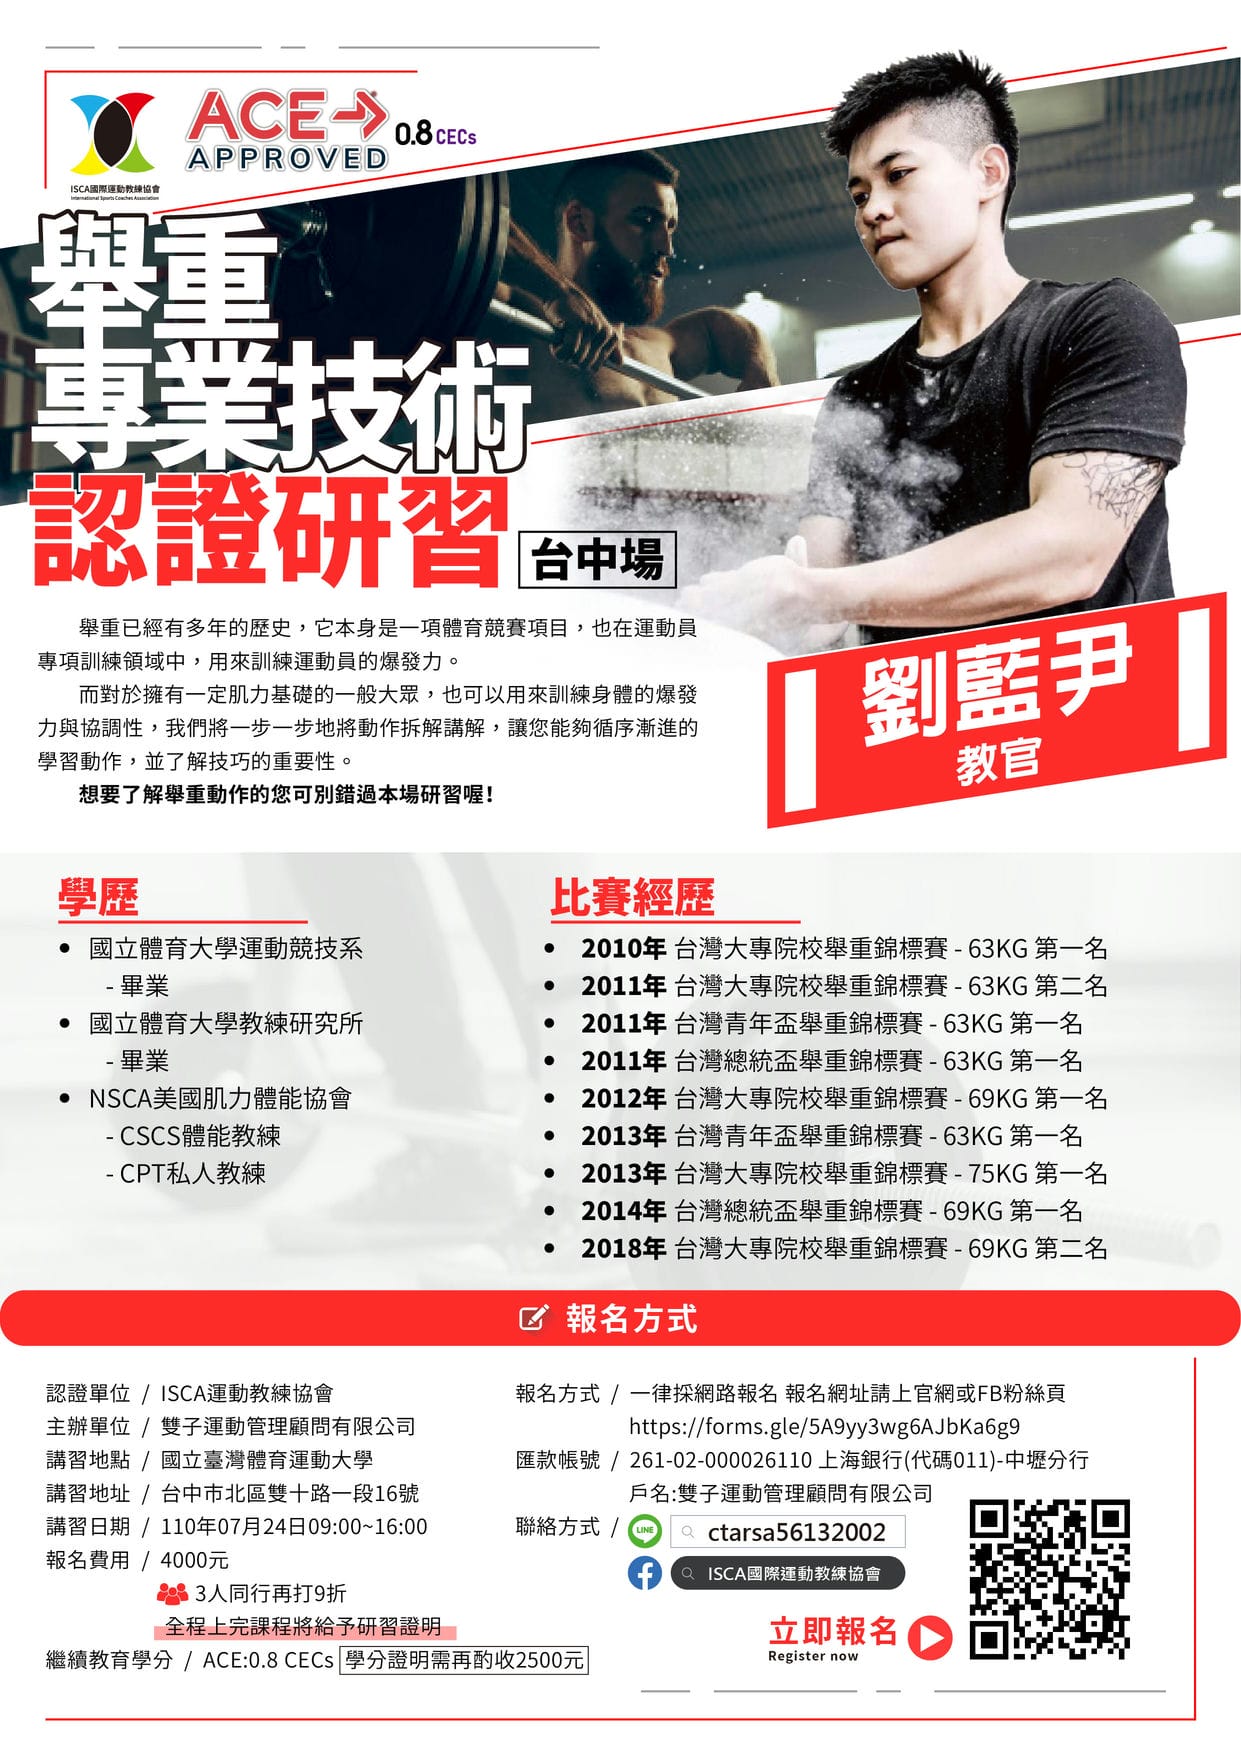 ISCA國際運動教練協會
International Sports Coaches Association
ACE
APPROVED
0.8 CECs
舉重
專業技術
認證研習
台中場
舉重已經有多年的歷史，它本身是一項體育競賽項目，也在運動員
專項訓練領域中，用來訓練運動員的爆發力。
而對於擁有一定肌力基礎的一般大眾，也可以用來訓練身體的爆發
力與協調性，我們將一步一步地將動作拆解講解，讓您能夠循序漸進的
學習動作，並了解技巧的重要性。
想要了解舉重動作的您可別錯過本場研習喔!
劉藍尹
教官
學歷
• 國立體育大學運動競技系
- 畢業
• 國立體育大學教練研究所
- 畢業
• NSCA美國肌力體能協會
- CSCS體能教練
- CPT私人教練
比賽經歷
• 2010年 台灣大專院校舉重錦標賽 - 63KG 第一名
• 2011年 台灣大專院校舉重錦標賽 - 63KG 第二名
• 2011年 台灣青年盃舉重錦標賽 - 63KG 第一名
• 2011年 台灣總統盃舉重錦標賽 - 63KG 第一名
• 2012年 台灣大專院校舉重錦標賽 - 69KG 第一名
• 2013年 台灣青年盃舉重錦標賽 - 63KG 第一名
• 2013年 台灣大專院校舉重錦標賽 - 75KG 第一名
• 2014年 台灣總統盃舉重錦標賽 - 69KG 第一名
• 2018年 台灣大專院校舉重錦標賽 - 69KG 第二名
報名方式
認證單位 / ISCA運動教練協會
主辦單位 / 雙子運動管理顧問有限公司
講習地點 / 國立臺灣體育運動大學
講習地址 / 台中市北區雙十路一段16號
講習日期 / 110年07月24日09:00~16:00
報名費用 / 4000元
3人同行再打9折
全程上完課程將給予研習證明
繼續教育學分 / ACE:0.8 CECs 學分證明需再酌收2500元
報名方式 / 一律採網路報名 報名網址請上官網或FB粉絲頁
https://forms.gle/5A9yy3wg6AJbKa6g9
匯款帳號 / 261-02-000026110 上海銀行(代碼011)-中壢分行
戶名:雙子運動管理顧問有限公司
聯絡方式 / LINE ctarsa56132002
ISCA國際運動教練協會
立即報名
Register now